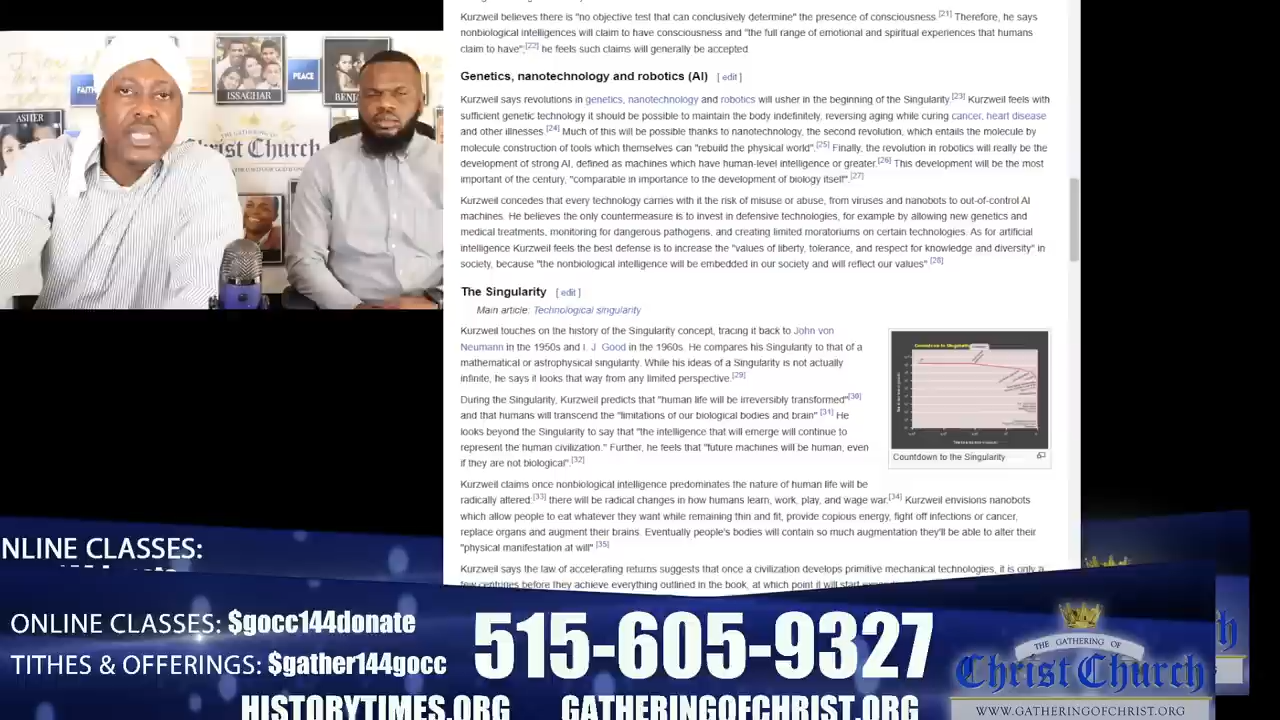 Kurzweil believes there is "no objective test that can conclusively determine" the presence of consciousness.[21] Therefore, he says
nonbiological intelligences will claim to have consciousness and "the full range of emotional and spiritual experiences that humans
claim to have";[22] he feels such claims will generally be accepted
Genetics, nanotechnology and robotics (AI) [ edit ]
Kurzweil says revolutions in genetics, nanotechnology and robotics will usher in the beginning of the Singularity.[23] Kurzweil feels with
sufficient genetic technology it should be possible to maintain the body indefinitely, reversing aging while curing cancer, heart disease
and other illnesses.[24] Much of this will be possible thanks to nanotechnology, the second revolution, which entails the molecule by
molecule construction of tools which themselves can "rebuild the physical world".[25] Finally, the revolution in robotics will really be the
development of strong AI, defined as machines which have human-level intelligence or greater.[26] This development will be the most
important of the century, "comparable in importance to the development of biology itself".[27]
Kurzweil concedes that every technology carries with it the risk of misuse or abuse, from viruses and nanobots to out-of-control AI
machines. He believes the only countermeasure is to invest in defensive technologies, for example by allowing new genetics and
medical treatments, monitoring for dangerous pathogens, and creating limited moratoriums on certain technologies. As for artificial
intelligence Kurzweil feels the best defense is to increase the "values of liberty, tolerance, and respect for knowledge and diversity" in
society, because "the nonbiological intelligence will be embedded in our society and will reflect our values" [28]
The Singularity [ edit ]
Main article: Technological singularity
Kurzweil touches on the history of the Singularity concept, tracing it back to John von
Neumann in the 1950s and I. J. Good in the 1960s. He compares his Singularity to that of a
mathematical or astrophysical singularity. While his ideas of a Singularity is not actually
infinite, he says it looks that way from any limited perspective.[29]
During the Singularity, Kurzweil predicts that "human life will be irreversibly transformed"[30]
and that humans will transcend the "limitations of our biological bodies and brain" [31] He
looks beyond the Singularity to say that "the intelligence that will emerge will continue to
represent the human civilization." Further, he feels that "future machines will be human, even
if they are not biological".[32]
Countdown to Singularity
Countdown to the Singularity
Kurzweil claims once nonbiological intelligence predominates the nature of human life will be
radically altered:[33] there will be radical changes in how humans learn, work, play, and wage war.[34] Kurzweil envisions nanobots
which allow people to eat whatever they want while remaining thin and fit, provide copious energy, fight off infections or cancer,
replace organs and augment their brains. Eventually people's bodies will contain so much augmentation they'll be able to alter their
"physical manifestation at will" [35]
Kurzweil says the law of accelerating returns suggests that once a civilization develops primitive mechanical technologies, it is only a
few centuries before they achieve everything outlined in the book, at which point it will start
ASHER
FAITH
ISSACHAR
PEACE
BENJ
THE GATHERING OF
Christ Church
NLINE CLASSES:
ONLINE CLASSES: $gocc144donate
TITHES & OFFERINGS: $gather144gocc
515-605-9327
HISTORYTIMES.ORG GATHERINGOFCHRIST.ORG
THE GATHERING OF
Christ Church
WWW.GATHERINGOFCHRIST.ORG